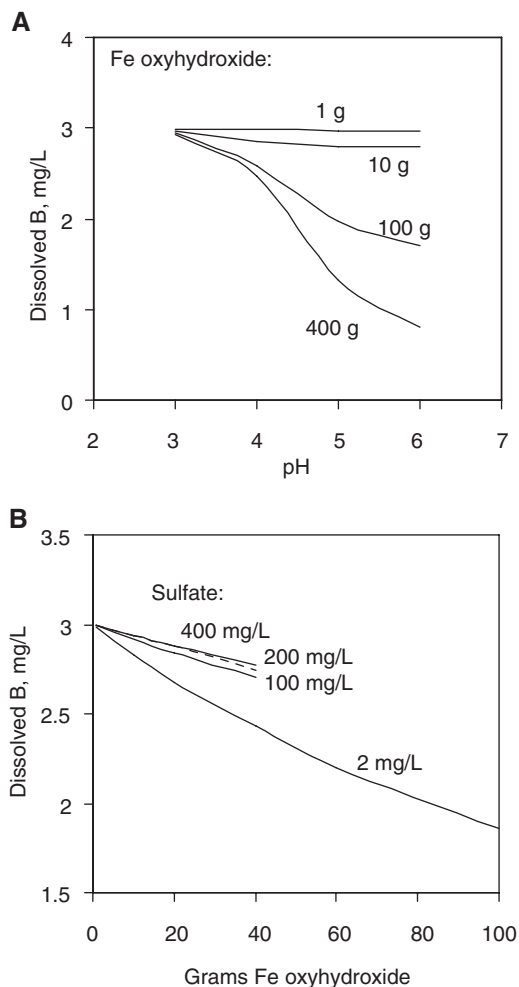 A
Dissolved B, mg/L
4
3
2
1
0
Fe oxyhydroxide:
1 g
10 g
100 g
400 g
2 3 4 5 6 7
pH
B
Dissolved B, mg/L
3.5
3
2.5
2
1.5
Sulfate:
400 mg/L
200 mg/L
100 mg/L
2 mg/L
0 20 40 60 80 100
Grams Fe oxyhydroxide